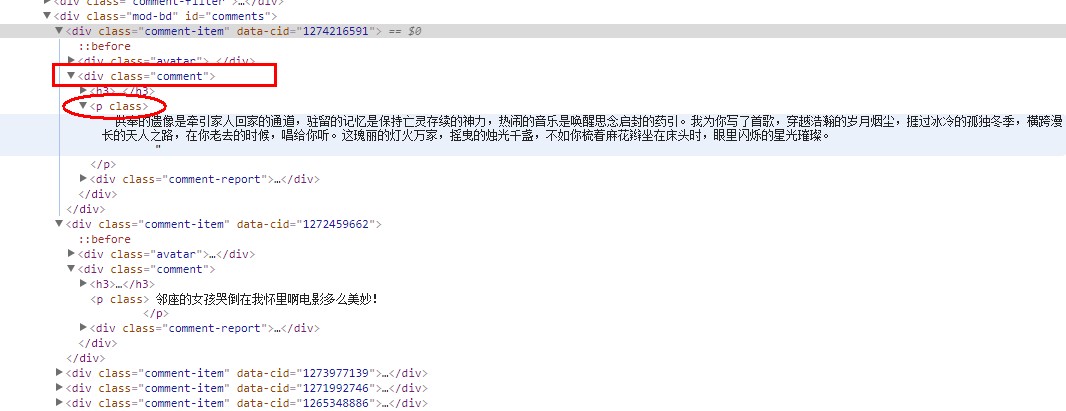 <div class="comment-filter">…</div>
<div class="mod-bd" id="comments">
<div class="comment-item" data-cid="1274216591"> == $0
::before
<div class="avatar">…</div>
<div class="comment">
<h3>…</h3>
<p class>
供奉的遗像是牵引家人回家的通道，驻留的记忆是保持亡灵存续的神力，热闹的音乐是唤醒思念启封的药引。我为你写了首歌，穿越浩瀚的岁月烟尘，捱过冰冷的孤独冬季，横跨漫
长的天人之路，在你老去的时候，唱给你听。这瑰丽的灯火万家，摇曳的烛光千盏，不如你梳着麻花辫坐在床头时，眼里闪烁的星光璀璨。
"
</p>
<div class="comment-report">…</div>
</div>
</div>
<div class="comment-item" data-cid="1272459662">
::before
<div class="avatar">…</div>
<div class="comment">
<h3>…</h3>
<p class> 邻座的女孩哭倒在我怀里啊电影多么美妙!
</p>
<div class="comment-report">…</div>
</div>
</div>
<div class="comment-item" data-cid="1273977139">…</div>
<div class="comment-item" data-cid="1271992746">…</div>
<div class="comment-item" data-cid="1265348886">…</div>